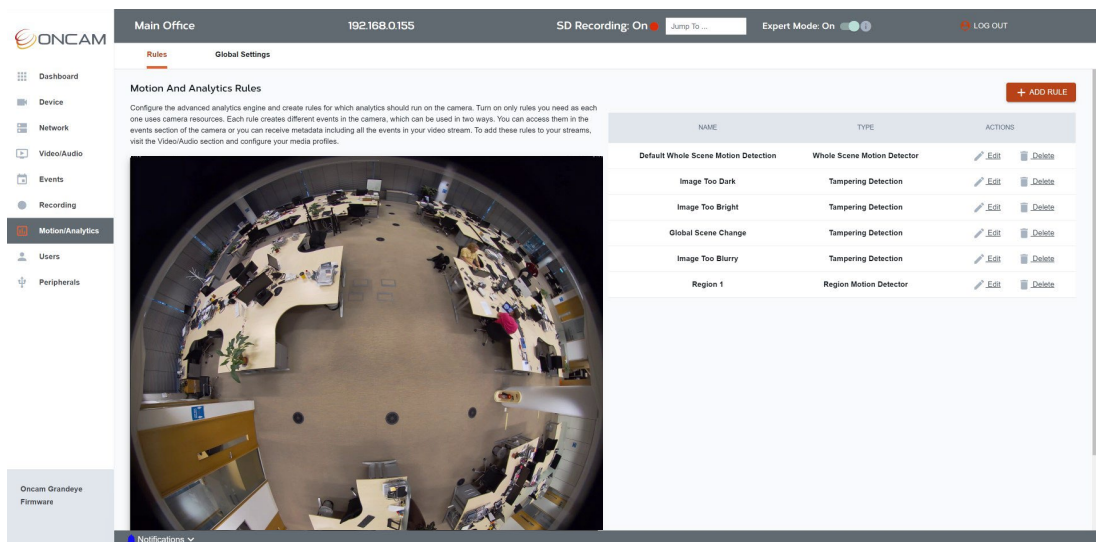 ONCAM
Main Office
192.168.0.155
SD Recording: On
Jump To ...
Expert Mode: On
LOG OUT
Rules
Global Settings
Dashboard
Device
Network
Video/Audio
Events
Recording
Motion/Analytics
Users
Peripherals
Oncam Grandeye
Firmware
Motion And Analytics Rules
Configure the advanced analytics engine and create rules for which analytics should run on the camera. Turn on only rules you need as each
one uses camera resources. Each rule creates different events in the camera, which can be used in two ways. You can access them in the
events section of the camera or you can receive metadata including all the events in your video stream. To add these rules to your streams,
visit the Video/Audio section and configure your media profiles.
+ ADD RULE
NAME TYPE ACTIONS
Default Whole Scene Motion Detection Whole Scene Motion Detector Edit Delete
Image Too Dark Tampering Detection Edit Delete
Image Too Bright Tampering Detection Edit Delete
Global Scene Change Tampering Detection Edit Delete
Image Too Blurry Tampering Detection Edit Delete
Region 1 Region Motion Detector Edit Delete
Notifications